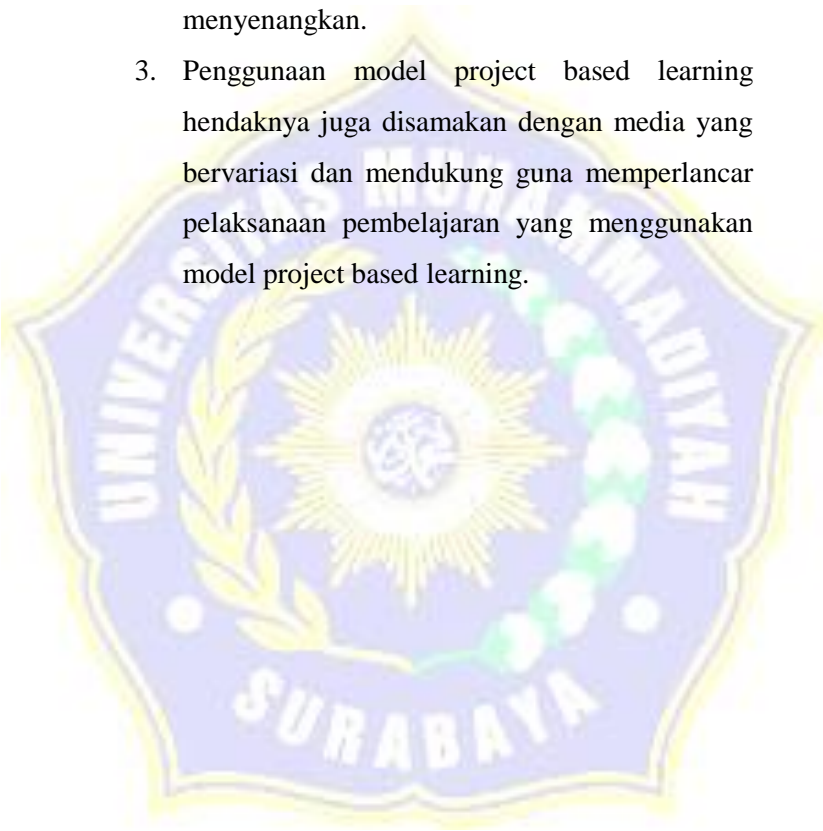 menyenangkan.
3. Penggunaan model project based learning
hendaknya juga disamakan dengan media yang
bervariasi dan mendukung guna memperlancar
pelaksanaan pembelajaran yang menggunakan
model project based learning.
UNIVERSITAS MUHAMMADIYAH
SURABAYA